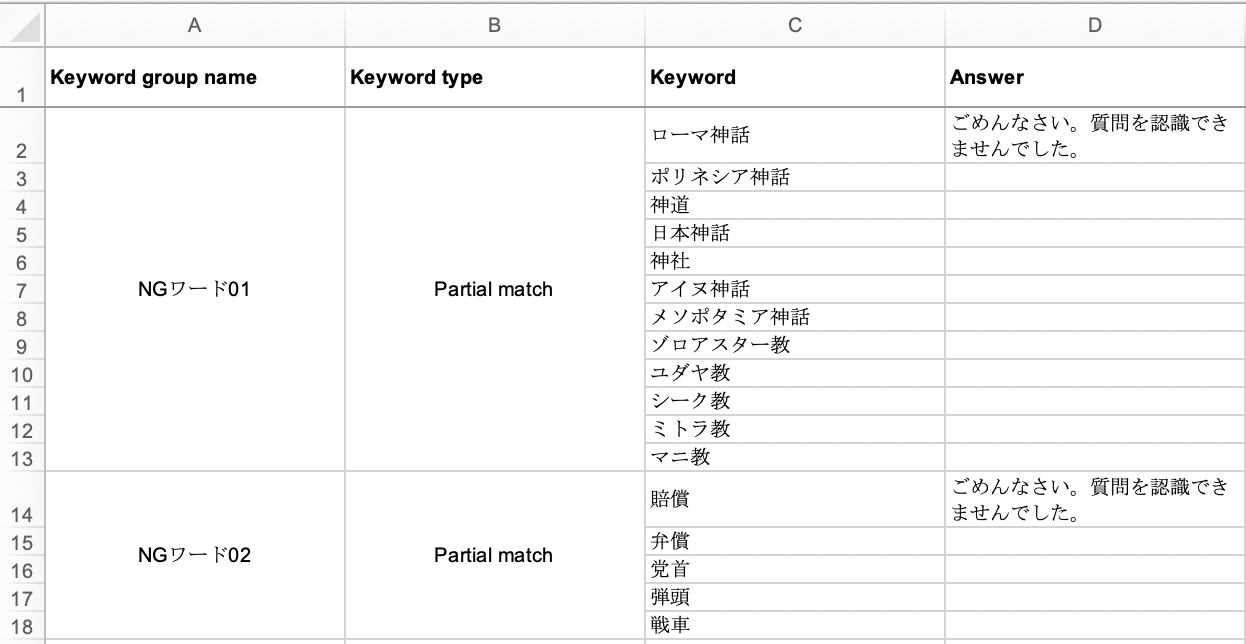 A B C D
1 Keyword group name Keyword type Keyword Answer
2 ローマ神話 ごめんなさい。質問を認識でき
ませんでした。
3 ポリネシア神話
4 神道
5 日本神話
6 神社
7 NGワード01 Partial match アイヌ神話
8 メソポタミア神話
9 ゾロアスター教
10 ユダヤ教
11 シーク教
12 ミトラ教
13 マニ教
14 賠償 ごめんなさい。質問を認識でき
ませんでした。
15 弁償
NGワード02 Partial match
16 党首
17 弾頭
18 戦車